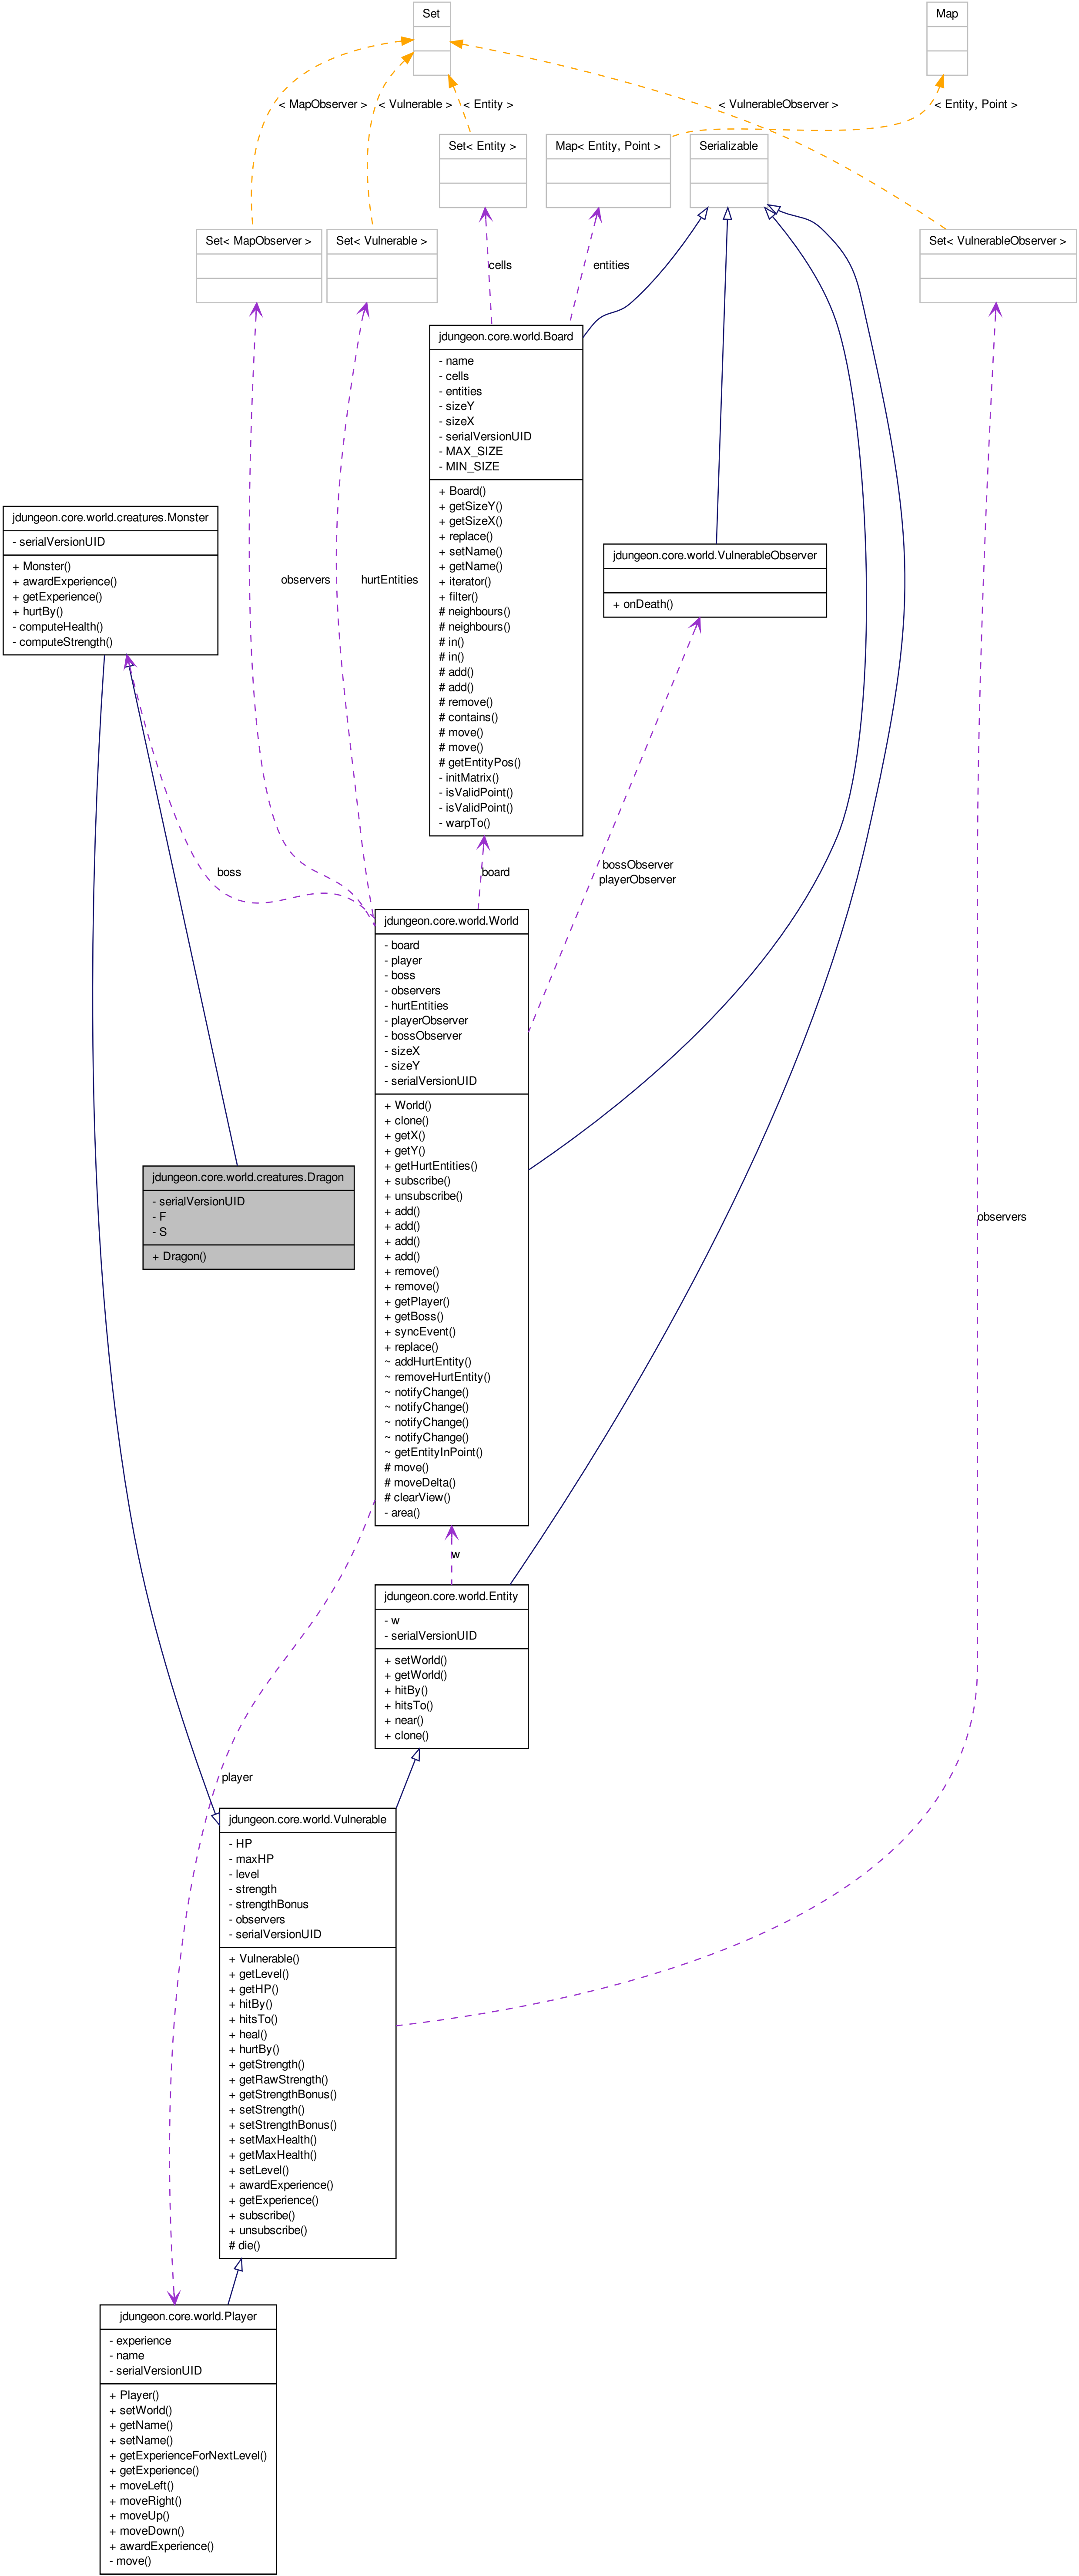 Set
Map
< MapObserver >
< Vulnerable >
< Entity >
< VulnerableObserver >
< Entity, Point >
Set< Entity >
Map< Entity, Point >
Serializable
Set< MapObserver >
Set< Vulnerable >
Set< VulnerableObserver >
cells
entities
jdungeon.core.world.Board
- name
- cells
- entities
- sizeY
- sizeX
- serialVersionUID
- MAX_SIZE
- MIN_SIZE
+ Board()
+ getSizeY()
+ getSizeX()
+ replace()
+ setName()
+ getName()
+ iterator()
+ filter()
# neighbours()
# neighbours()
# in()
# in()
# add()
# add()
# remove()
# contains()
# move()
# move()
# getEntityPos()
- initMatrix()
- isValidPoint()
- isValidPoint()
- warpTo()
jdungeon.core.world.creatures.Monster
- serialVersionUID
+ Monster()
+ awardExperience()
+ getExperience()
+ hurtBy()
- computeHealth()
- computeStrength()
observers
hurtEntities
jdungeon.core.world.VulnerableObserver
+ onDeath()
boss
board
bossObserver
playerObserver
jdungeon.core.world.World
- board
- player
- boss
- observers
- hurtEntities
- playerObserver
- bossObserver
- sizeX
- sizeY
- serialVersionUID
+ World()
+ clone()
+ getX()
+ getY()
+ getHurtEntities()
+ subscribe()
+ unsubscribe()
+ add()
+ add()
+ add()
+ add()
+ remove()
+ remove()
+ getPlayer()
+ getBoss()
+ syncEvent()
+ replace()
~ addHurtEntity()
~ removeHurtEntity()
~ notifyChange()
~ notifyChange()
~ notifyChange()
~ notifyChange()
~ getEntityInPoint()
# move()
# moveDelta()
# clearView()
- area()
jdungeon.core.world.creatures.Dragon
- serialVersionUID
- F
- S
+ Dragon()
observers
w
jdungeon.core.world.Entity
- w
- serialVersionUID
+ setWorld()
+ getWorld()
+ hitBy()
+ hitsTo()
+ near()
+ clone()
player
jdungeon.core.world.Vulnerable
- HP
- maxHP
- level
- strength
- strengthBonus
- observers
- serialVersionUID
+ Vulnerable()
+ getLevel()
+ getHP()
+ hitBy()
+ hitsTo()
+ heal()
+ hurtBy()
+ getStrength()
+ getRawStrength()
+ getStrengthBonus()
+ setStrength()
+ setStrengthBonus()
+ setMaxHealth()
+ getMaxHealth()
+ setLevel()
+ awardExperience()
+ getExperience()
+ subscribe()
+ unsubscribe()
# die()
jdungeon.core.world.Player
- experience
- name
- serialVersionUID
+ Player()
+ setWorld()
+ getName()
+ setName()
+ getExperienceForNextLevel()
+ getExperience()
+ moveLeft()
+ moveRight()
+ moveUp()
+ moveDown()
+ awardExperience()
- move()